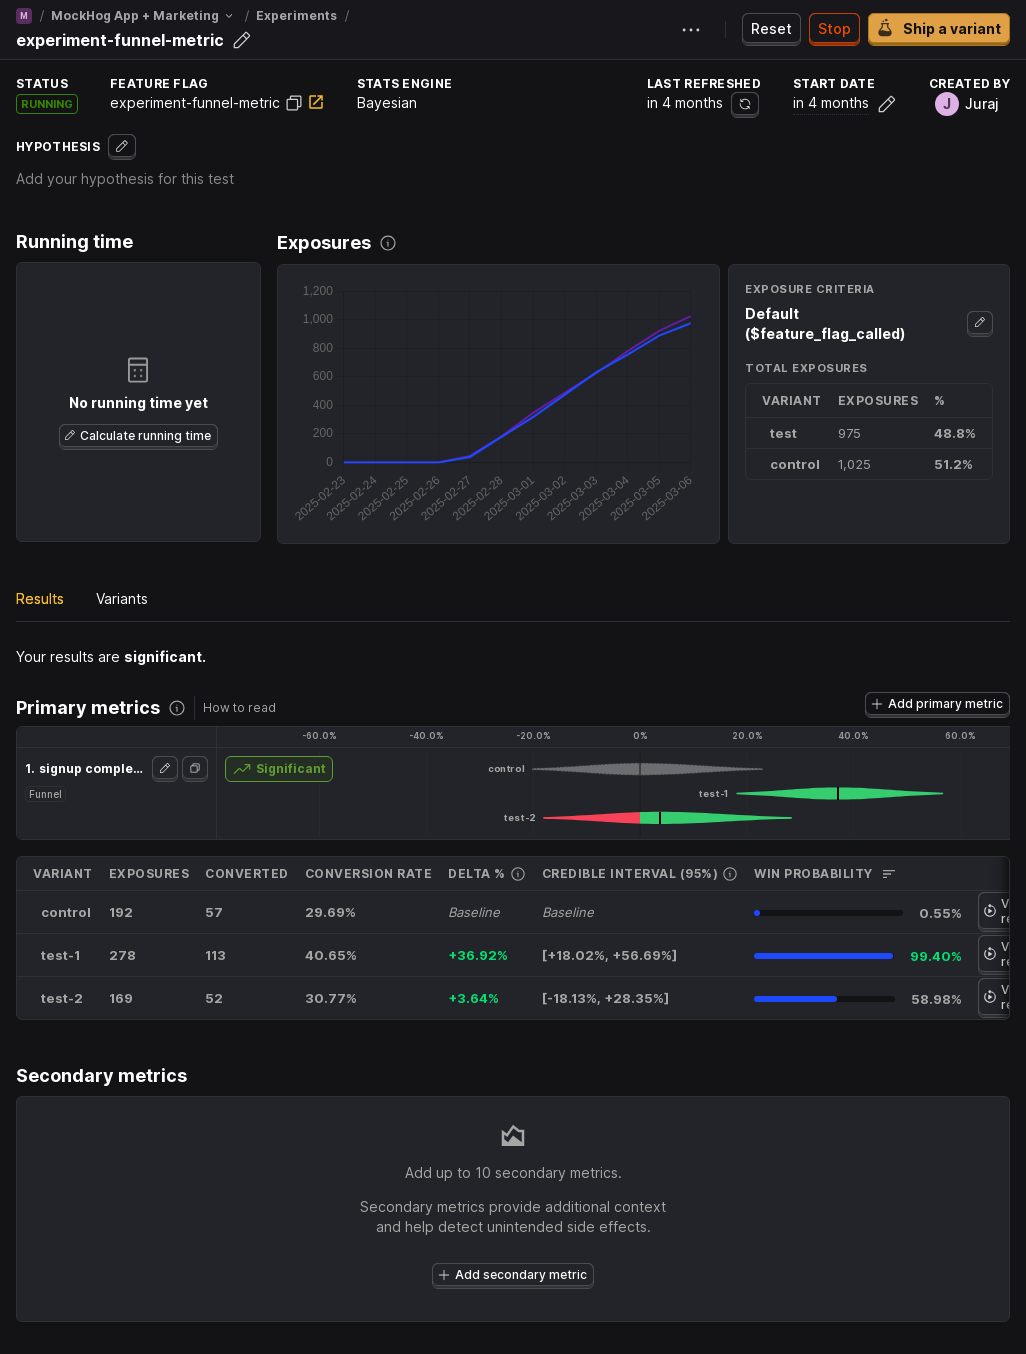 M / MockHog App + Marketing / Experiments /
experiment-funnel-metric
Reset Stop Ship a variant
STATUS FEATURE FLAG STATS ENGINE LAST REFRESHED START DATE CREATED BY
RUNNING experiment-funnel-metric Bayesian in 4 months in 4 months J Juraj
HYPOTHESIS
Add your hypothesis for this test
Running time
No running time yet
Calculate running time
Exposures
1,200
1,000
800
600
400
200
0
2025-02-23 2025-02-24 2025-02-25 2025-02-26 2025-02-27 2025-02-28 2025-03-01 2025-03-02 2025-03-03 2025-03-04 2025-03-05 2025-03-06
EXPOSURE CRITERIA
Default
($feature_flag_called)
TOTAL EXPOSURES
VARIANT EXPOSURES %
test 975 48.8%
control 1,025 51.2%
Results Variants
Your results are significant.
Primary metrics How to read Add primary metric
-60.0% -40.0% -20.0% 0% 20.0% 40.0% 60.0%
1. signup comple... Significant
Funnel
control
test-1
test-2
VARIANT EXPOSURES CONVERTED CONVERSION RATE DELTA % CREDIBLE INTERVAL (95%) WIN PROBABILITY
control 192 57 29.69% Baseline Baseline 0.55%
test-1 278 113 40.65% +36.92% [+18.02%, +56.69%] 99.40%
test-2 169 52 30.77% +3.64% [-18.13%, +28.35%] 58.98%
Secondary metrics
Add up to 10 secondary metrics.
Secondary metrics provide additional context
and help detect unintended side effects.
Add secondary metric